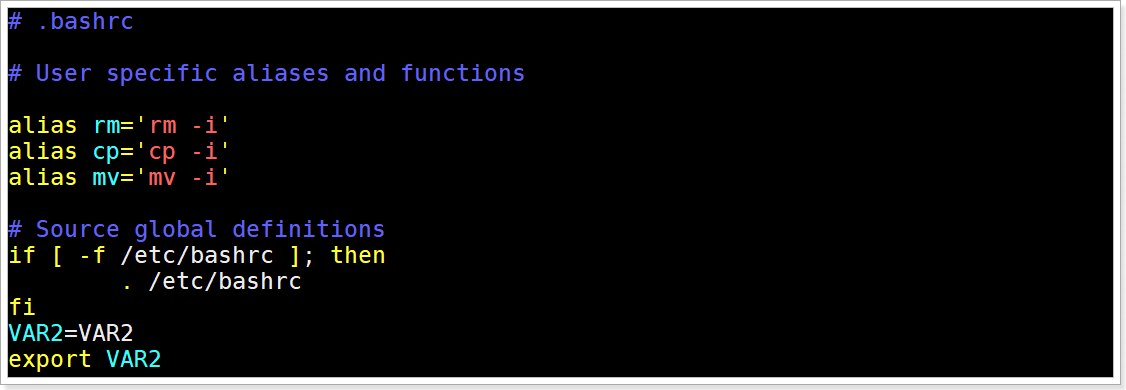 # .bashrc
# User specific aliases and functions
alias rm='rm -i'
alias cp='cp -i'
alias mv='mv -i'
# Source global definitions
if [ -f /etc/bashrc ]; then
        . /etc/bashrc
fi
VAR2=VAR2
export VAR2